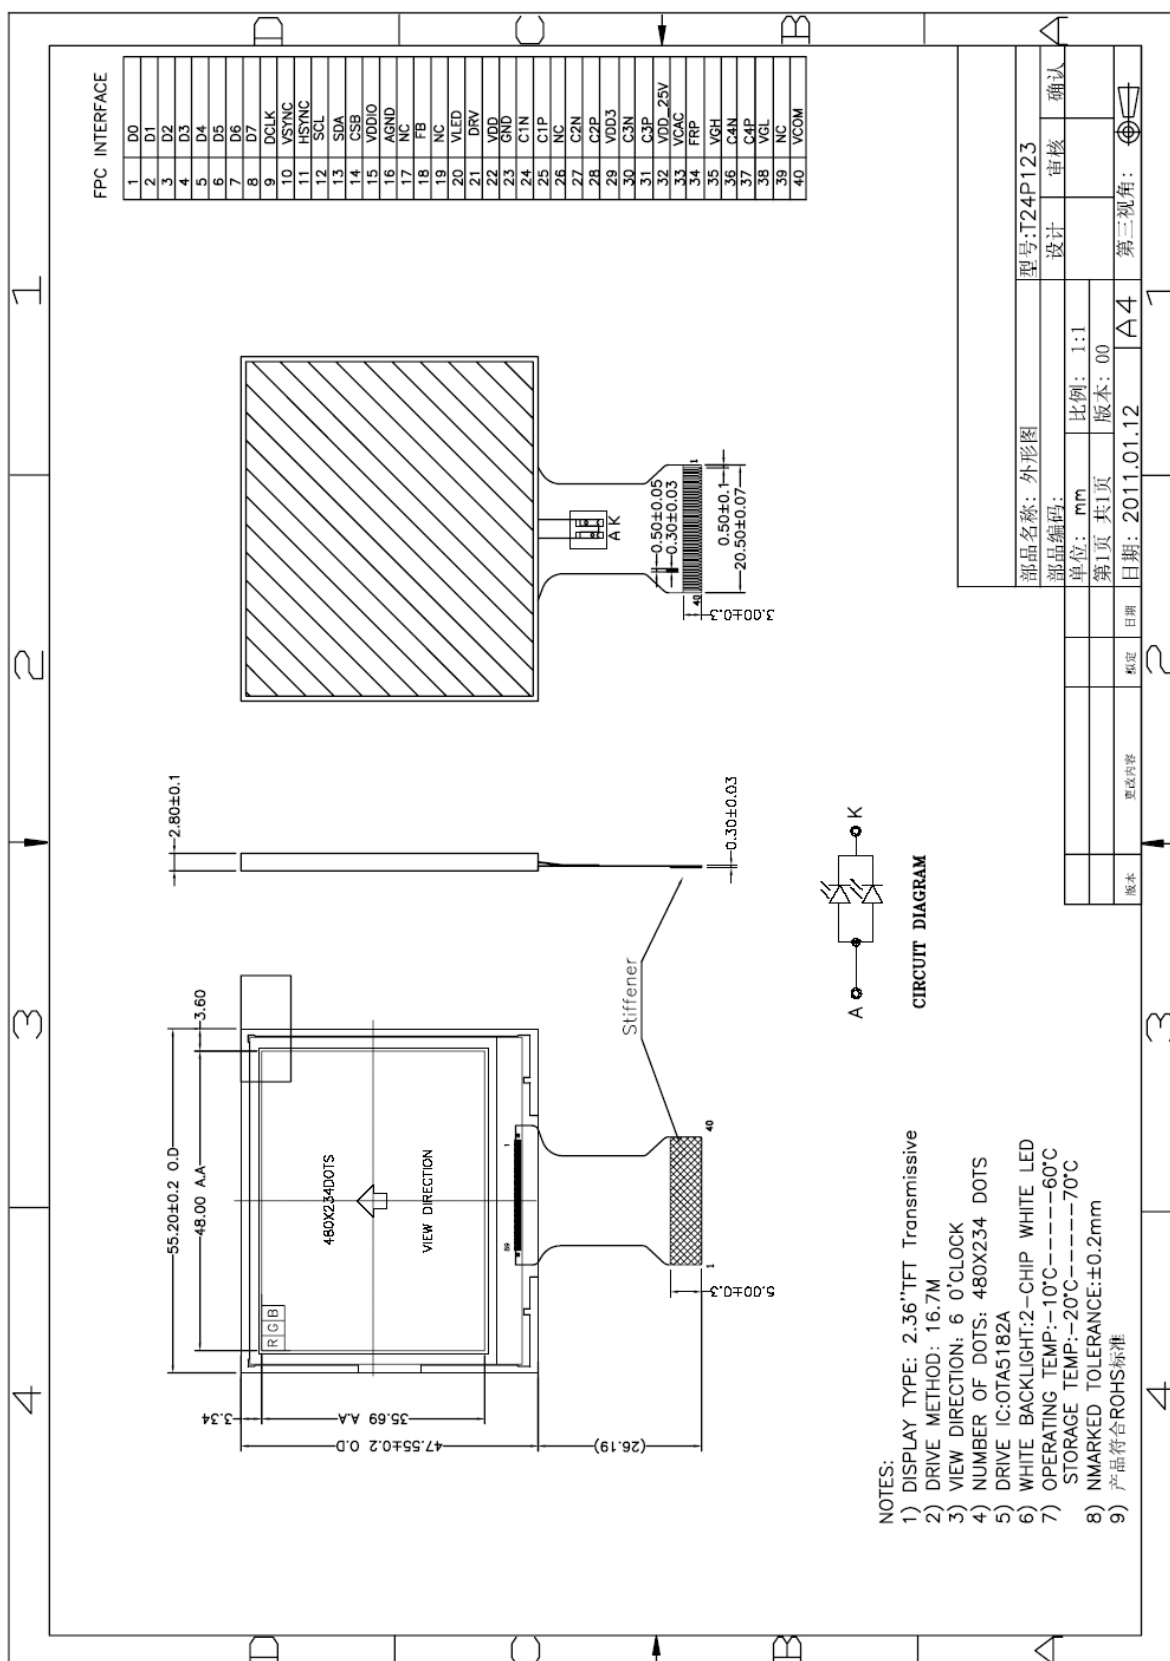 FPC INTERFACE
1 D0
2 D1
3 D2
4 D3
5 D4
6 D5
7 D6
8 D7
9 DCLK
10 VSYNC
11 HSYNC
12 SCL
13 SDA
14 CSB
15 VDDIO
16 AGND
17 NC
18 FB
19 NC
20 VLED
21 DRV
22 VDD
23 GND
24 C1N
25 C1P
26 NC
27 C2N
28 C2P
29 VDD3
30 C3N
31 C3P
32 VDD_25V
33 VCAC
34 FRP
35 VGH
36 C4N
37 C4P
38 VGL
39 NC
40 VCOM
4 3 2 1
D C B A
55.20±0.2 O.D
48.00 A.A
3.60
3.34
35.69 A.A
47.55±0.2 O.D
(26.19)
5.00±0.3
R G B
480X234DOTS
VIEW DIRECTION
89 1
1 40
Stiffener
2.80±0.1
0.30±0.03
A K
0.50±0.05
0.30±0.03
0.50±0.1
20.50±0.07
3.00±0.3
40 1
A K
CIRCUIT DIAGRAM
NOTES:
1) DISPLAY TYPE: 2.36"TFT Transmissive
2) DRIVE METHOD: 16.7M
3) VIEW DIRECTION: 6 O'CLOCK
4) NUMBER OF DOTS: 480X234 DOTS
5) DRIVE IC:OTA5182A
6) WHITE BACKLIGHT:2-CHIP WHITE LED
7) OPERATING TEMP:-10°C-----60°C
STORAGE TEMP:-20°C-----70°C
8) NMARKED TOLERANCE:±0.2mm
9) 产品符合ROHS标准
部品名称: 外形图 型号:T24P123
部品编码: 设计 审核 确认
单位: mm 比例: 1:1
第1页 共1页 版本: 00
版本 更改内容 拟定 日期 日期: 2011.01.12 A4 第三视角:
4 3 2 1
D C B A